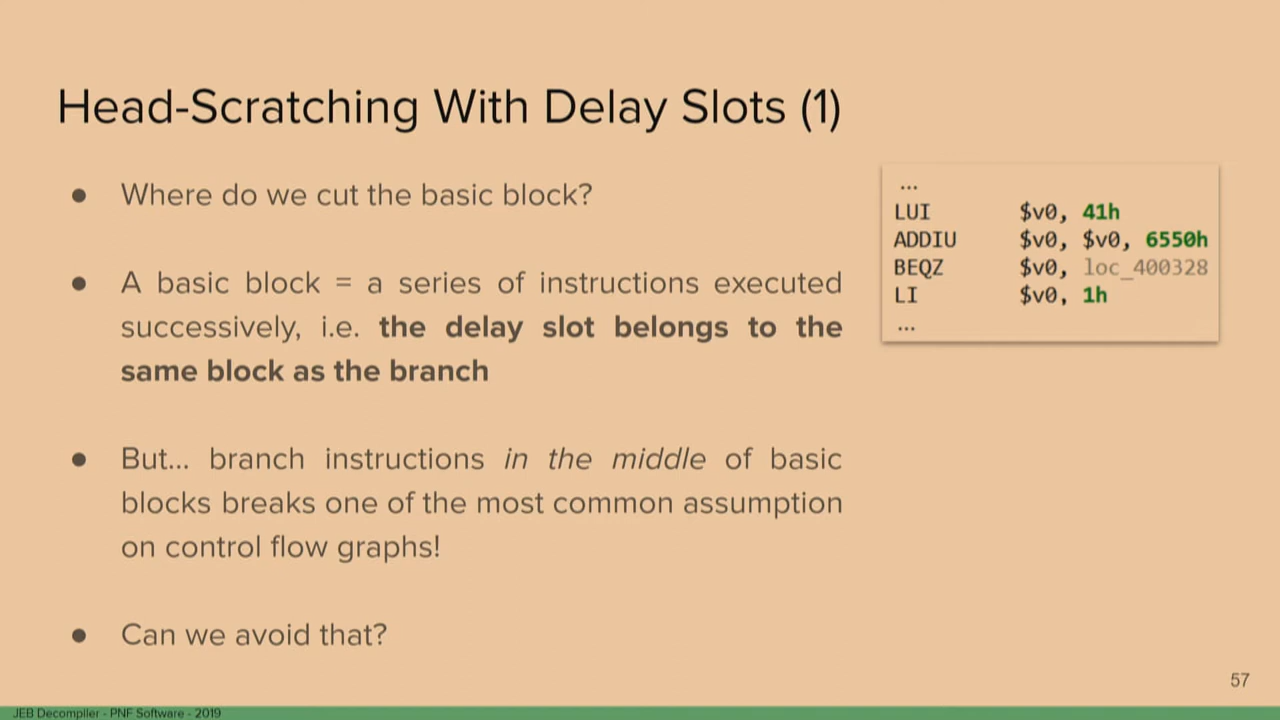 Head-Scratching With Delay Slots (1)
● Where do we cut the basic block?
● A basic block = a series of instructions executed
successively, i.e. the delay slot belongs to the
same block as the branch
● But... branch instructions in the middle of basic
blocks breaks one of the most common assumption
on control flow graphs!
● Can we avoid that?
...
LUI $v0, 41h
ADDIU $v0, $v0, 6550h
BEQZ $v0, loc_400328
LI $v0, 1h
...
57
JEB Decompiler - PNF Software - 2019